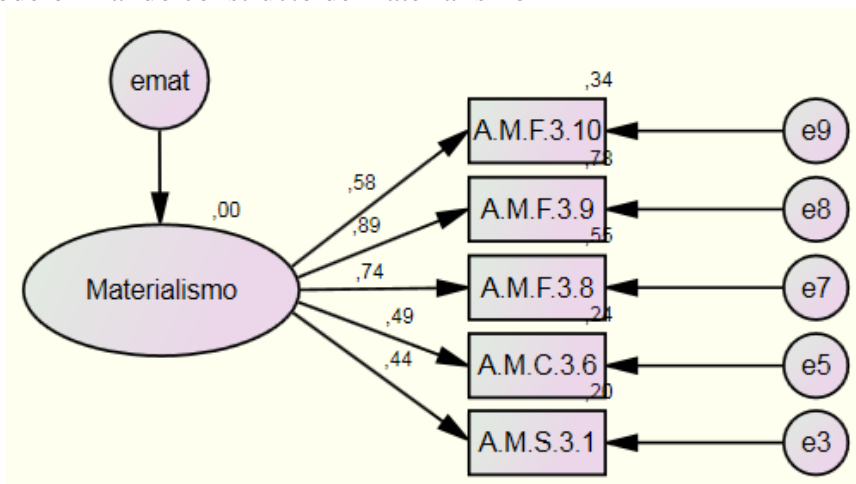 emat
,34
A.M.F.3.10
e9
,58
,78
,00
A.M.F.3.9
e8
,89
,55
Materialismo
,74
A.M.F.3.8
e7
,24
,49
A.M.C.3.6
e5
,44
,20
A.M.S.3.1
e3